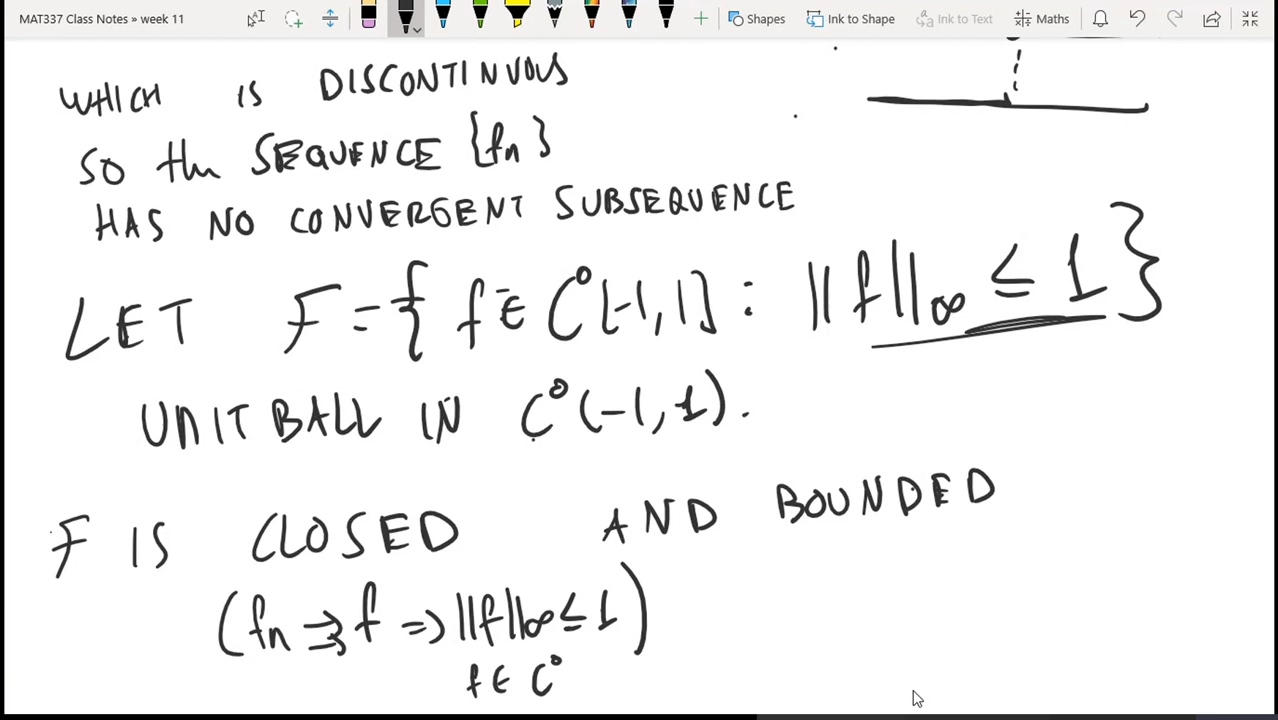 MAT337 Class Notes » week 11
Shapes Ink to Shape Ink to Text Maths
WHICH IS DISCONTINUOUS
SO the SEQUENCE {fn}
HAS NO CONVERGENT SUBSEQUENCE
LET F = { f ∈ C⁰[-1,1] : ||f||∞ ≤ 1 }
UNIT BALL IN C⁰(-1,1).
F IS CLOSED AND BOUNDED
(fn ⇉ f ⇒ ||f||∞ ≤ 1)
f ∈ C⁰